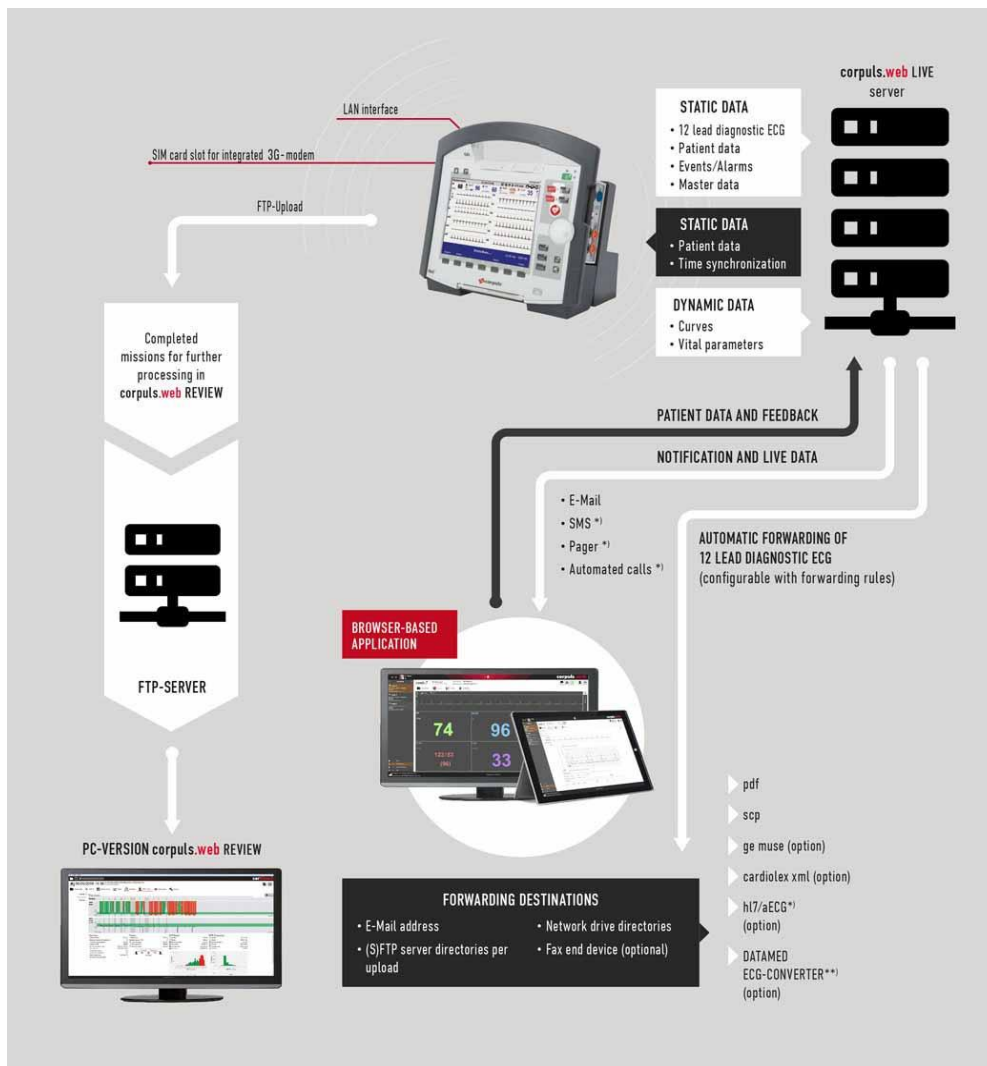 corpuls.web LIVE
server
LAN interface
SIM card slot for integrated 3G-modem
FTP-Upload
STATIC DATA
• 12 lead diagnostic ECG
• Patient data
• Events/Alarms
• Master data
STATIC DATA
• Patient data
• Time synchronization
DYNAMIC DATA
• Curves
• Vital parameters
Completed
missions for further
processing in
corpuls.web REVIEW
FTP-SERVER
PATIENT DATA AND FEEDBACK
NOTIFICATION AND LIVE DATA
• E-Mail
• SMS *)
• Pager *)
• Automated calls *)
AUTOMATIC FORWARDING OF
12 LEAD DIAGNOSTIC ECG
(configurable with forwarding rules)
BROWSER-BASED
APPLICATION
corpuls.web
74
96
33
PC-VERSION corpuls.web REVIEW
pdf
scp
ge muse (option)
cardiolex xml (option)
hl7/aECG*)
(option)
DATAMED
ECG-CONVERTER**)
(option)
FORWARDING DESTINATIONS
• E-Mail address
• (S)FTP server directories per
upload
• Network drive directories
• Fax end device (optional)